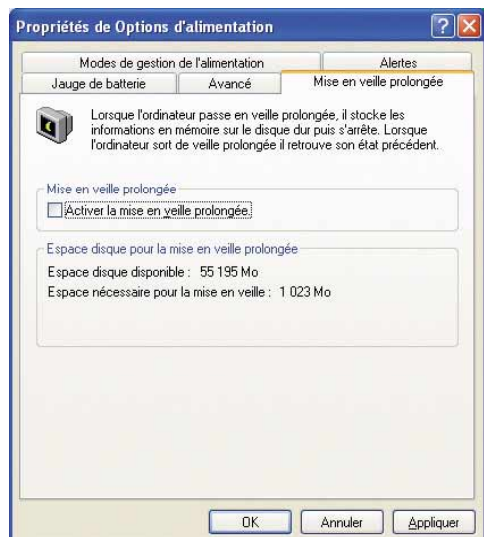 Propriétés de Options d'alimentation
Modes de gestion de l'alimentation
Alertes
Jauge de batterie
Avancé
Mise en veille prolongée
Lorsque l'ordinateur passe en veille prolongée, il stocke les
informations en mémoire sur le disque dur puis s'arrête. Lorsque
l'ordinateur sort de veille prolongée il retrouve son état précédent.
Mise en veille prolongée
Activer la mise en veille prolongée.
Espace disque pour la mise en veille prolongée
Espace disque disponible : 55 195 Mo
Espace nécessaire pour la mise en veille : 1 023 Mo
OK
Annuler
Appliquer